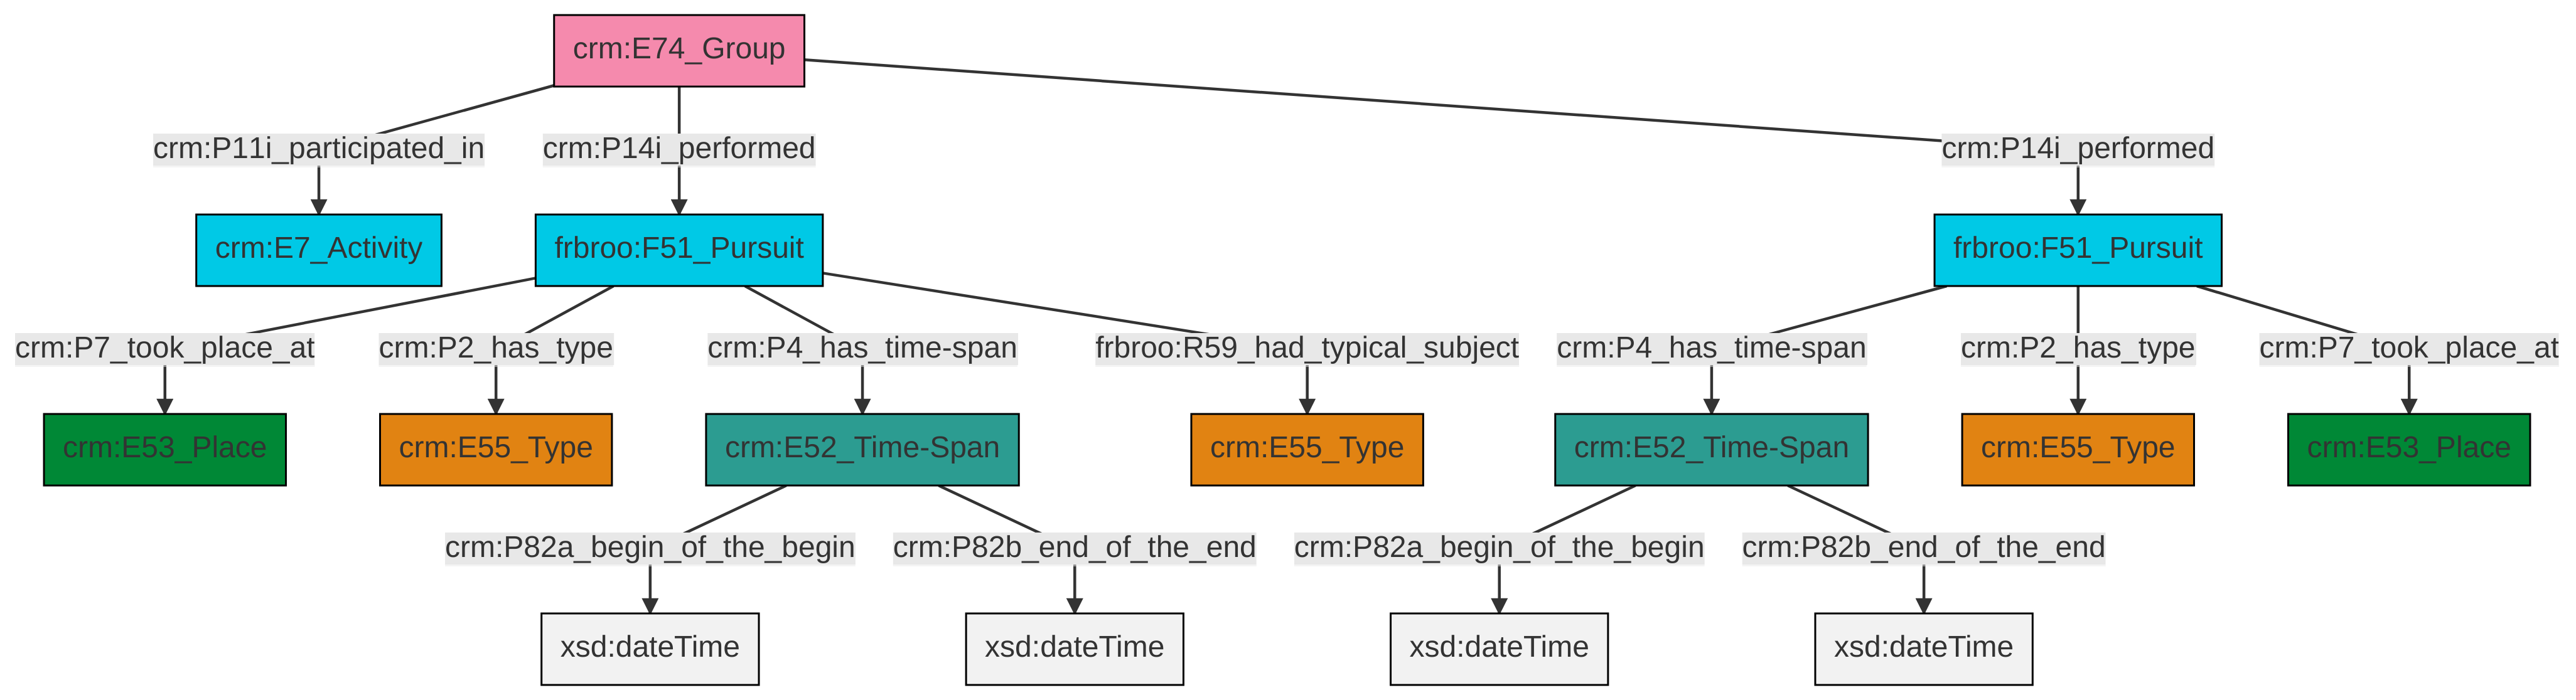 crm:E74_Group
crm:P11i_participated_in
crm:P14i_performed
crm:P14i_performed
crm:E7_Activity
frbroo:F51_Pursuit
frbroo:F51_Pursuit
crm:P7_took_place_at
crm:P2_has_type
crm:P4_has_time-span
frbroo:R59_had_typical_subject
crm:P4_has_time-span
crm:P2_has_type
crm:P7_took_place_at
crm:E53_Place
crm:E55_Type
crm:E52_Time-Span
crm:E55_Type
crm:E52_Time-Span
crm:E55_Type
crm:E53_Place
crm:P82a_begin_of_the_begin
crm:P82b_end_of_the_end
crm:P82a_begin_of_the_begin
crm:P82b_end_of_the_end
xsd:dateTime
xsd:dateTime
xsd:dateTime
xsd:dateTime